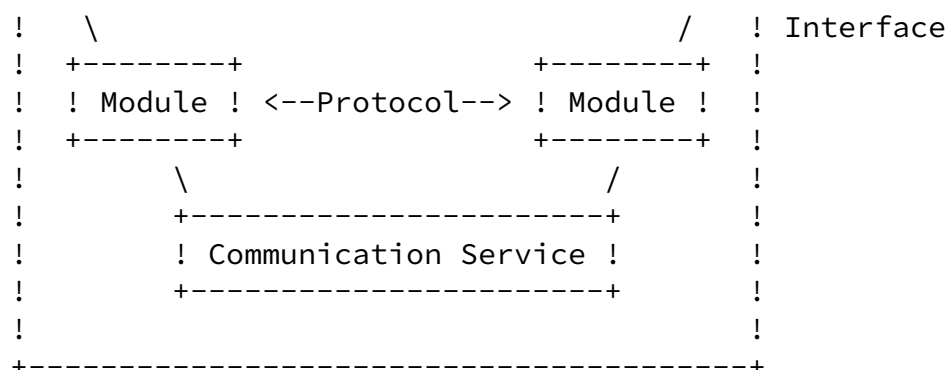 !   \                                /   ! Interface
!  +--------+                +--------+  !
!  ! Module ! <--Protocol--> ! Module !  !
!  +--------+                +--------+  !
!        \                       /       !
!        +-----------------------+       !
!        ! Communication Service !       !
!        +-----------------------+       !
!                                        !
+----------------------------------------+